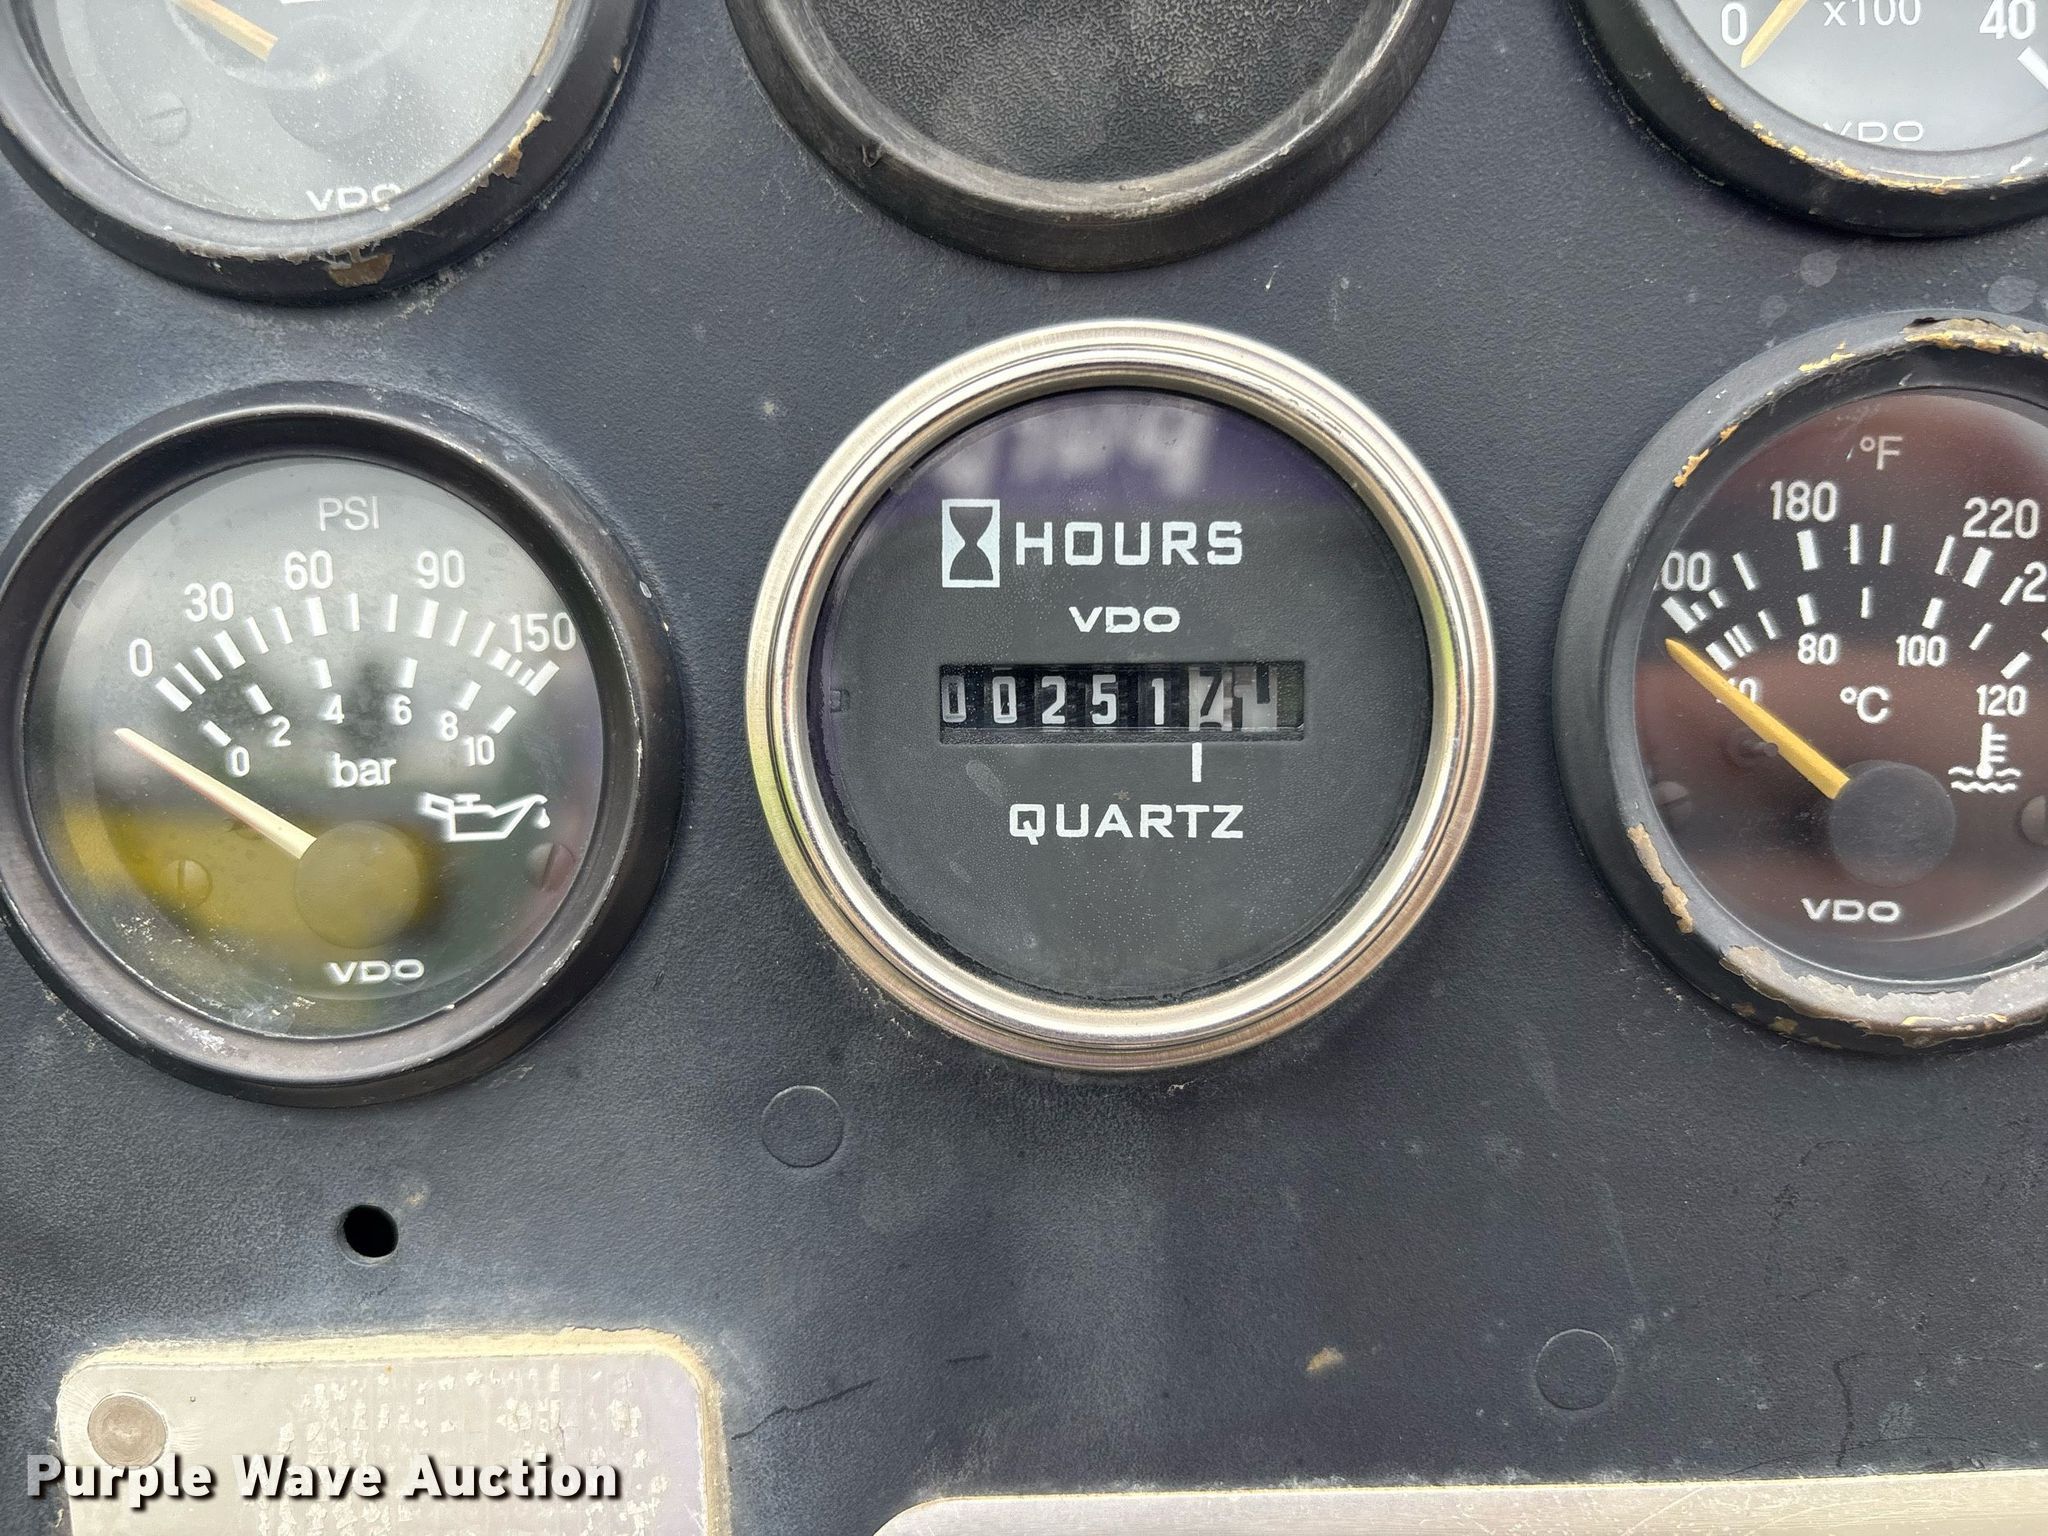 0 x100 40
VDO
VDO
PSI
0 30 60 90 150
0 2 4 6 8 10
bar
VDO
HOURS
VDO
002517
QUARTZ
°F
180 220
80 100 120
°C
VDO
Purple Wave Auction